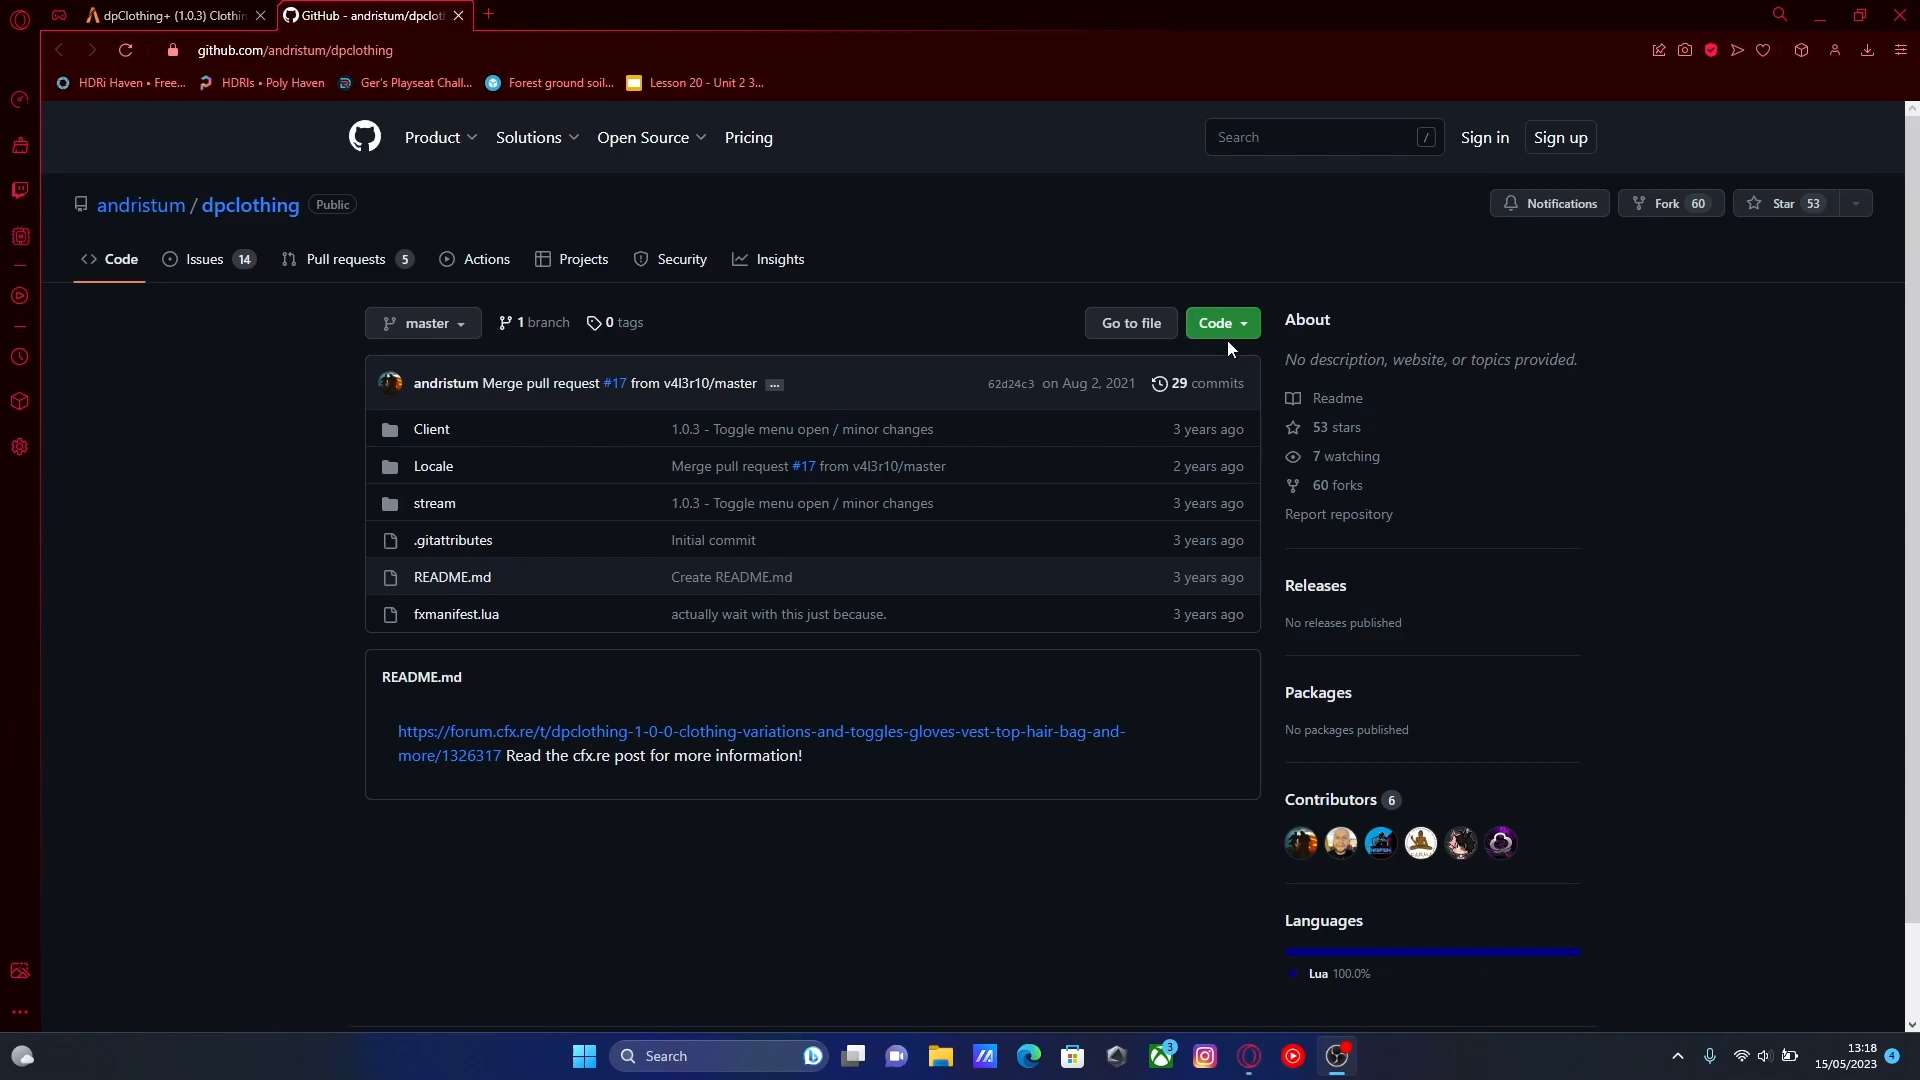 dpClothing+ (1.0.3) Clothin
GitHub - andristum/dpcloti
github.com/andristum/dpclothing
HDRi Haven • Free...
HDRIs • Poly Haven
Ger's Playseat Chall...
Forest ground soil...
Lesson 20 - Unit 2 3...
Product
Solutions
Open Source
Pricing
Search
/
Sign in
Sign up
andristum / dpclothing
Public
Notifications
Fork 60
Star 53
Code
Issues 14
Pull requests 5
Actions
Projects
Security
Insights
master
1 branch
0 tags
Go to file
Code
andristum Merge pull request #17 from v4l3r10/master ...
62d24c3 on Aug 2, 2021
29 commits
Client 1.0.3 - Toggle menu open / minor changes 3 years ago
Locale Merge pull request #17 from v4l3r10/master 2 years ago
stream 1.0.3 - Toggle menu open / minor changes 3 years ago
.gitattributes Initial commit 3 years ago
README.md Create README.md 3 years ago
fxmanifest.lua actually wait with this just because. 3 years ago
README.md
https://forum.cfx.re/t/dpclothing-1-0-0-clothing-variations-and-toggles-gloves-vest-top-hair-bag-and-
more/1326317 Read the cfx.re post for more information!
About
No description, website, or topics provided.
Readme
53 stars
7 watching
60 forks
Report repository
Releases
No releases published
Packages
No packages published
Contributors 6
Languages
Lua 100.0%
Search
3
13:18
15/05/2023
4